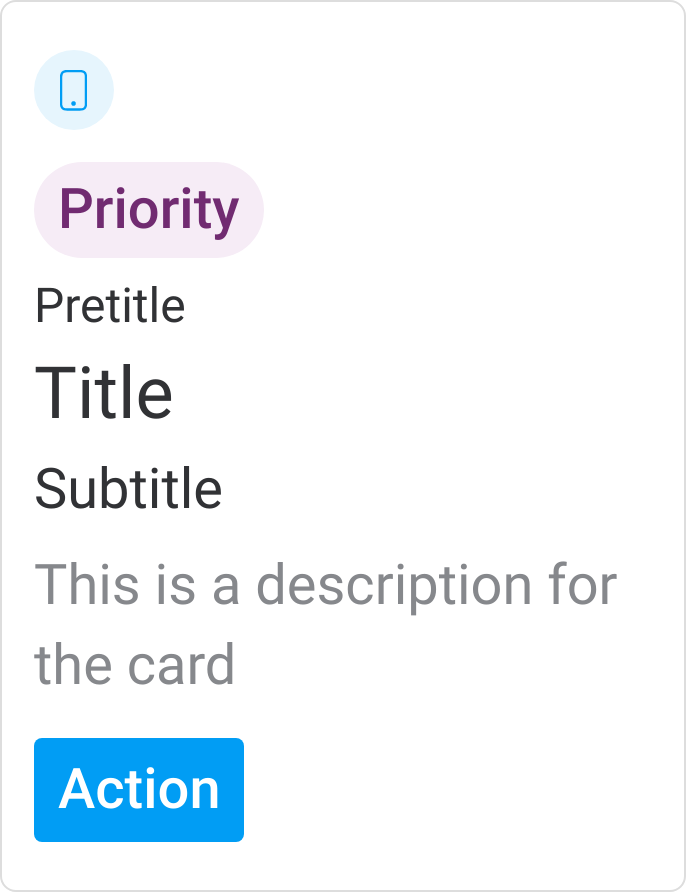 Priority
Pretitle
Title
Subtitle
This is a description for
the card
Action